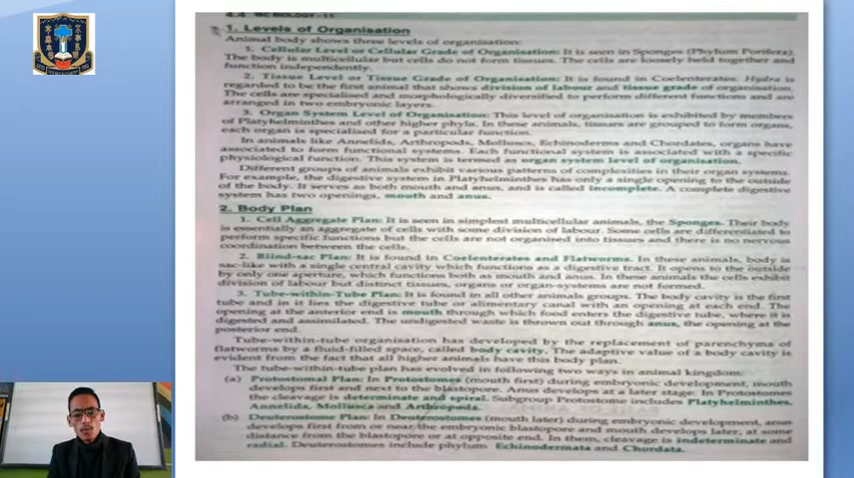 4.4 ISC BIOLOGY - 11
1. Levels of Organisation
Animal body shows three levels of organisation:
1. Cellular Level or Cellular Grade of Organisation: It is seen in Sponges (Phylum Porifera).
The body is multicellular but cells do not form tissues. The cells are loosely held together and
function independently.
2. Tissue Level or Tissue Grade of Organisation: It is found in Coelenterates. Hydra is
regarded to be the first animal that shows division of labour and tissue grade of organisation.
The cells are specialised and morphologically diversified to perform different functions and are
arranged in two embryonic layers.
3. Organ System Level of Organisation: This level of organisation is exhibited by members
of Platyhelminthes and other higher phyla. In these animals, tissues are grouped to form organs,
each organ is specialised for a particular function.
In animals like Annelids, Arthropods, Molluscs, Echinoderms and Chordates, organs have
associated to form functional systems. Each functional system is associated with a specific
physiological function. This system is termed as organ system level of organisation.
Different groups of animals exhibit various patterns of complexities in their organ systems.
For example, the digestive system in Platyhelminthes has only a single opening to the outside
of the body. It serves as both mouth and anus, and is called incomplete. A complete digestive
system has two openings, mouth and anus.
2. Body Plan
1. Cell Aggregate Plan: It is seen in simplest multicellular animals, the Sponges. Their body
is essentially an aggregate of cells with some division of labour. Some cells are differentiated to
perform specific functions but the cells are not organised into tissues and there is no nervous
coordination between the cells.
2. Blind-sac Plan: It is found in Coelenterates and Flatworms. In these animals, body is
sac-like with a single central cavity which functions as a digestive tract. It opens to the outside
by only one aperture, which functions both as mouth and anus. In these animals the cells exhibit
division of labour but distinct tissues, organs or organ-systems are not formed.
3. Tube-within-Tube Plan: It is found in all other animals groups. The body cavity is the first
tube and in it lies the digestive tube or alimentary canal with an opening at each end. The
opening at the anterior end is mouth through which food enters the digestive tube, where it is
digested and assimilated. The undigested waste is thrown out through anus, the opening at the
posterior end.
Tube-within-tube organisation has developed by the replacement of parenchyma of
flatworms by a fluid-filled space, called body cavity. The adaptive value of a body cavity is
evident from the fact that all higher animals have this body plan.
The tube-within-tube plan has evolved in following two ways in animal kingdom:
(a) Protostomal Plan: In Protostomes (mouth first) during embryonic development, mouth
develops first and next to the blastopore. Anus develops at a later stage. In Protostomes
the cleavage is determinate and spiral. Subgroup Protostome includes Platyhelminthes,
Annelida, Mollusca and Arthropoda.
(b) Deuterostome Plan: In Deuterostomes (mouth later) during embryonic development, anus
develops first from or near the embryonic blastopore and mouth develops later, at some
distance from the blastopore or at opposite end. In them, cleavage is indeterminate and
radial. Deuterostomes include phylum Echinodermata and Chordata.